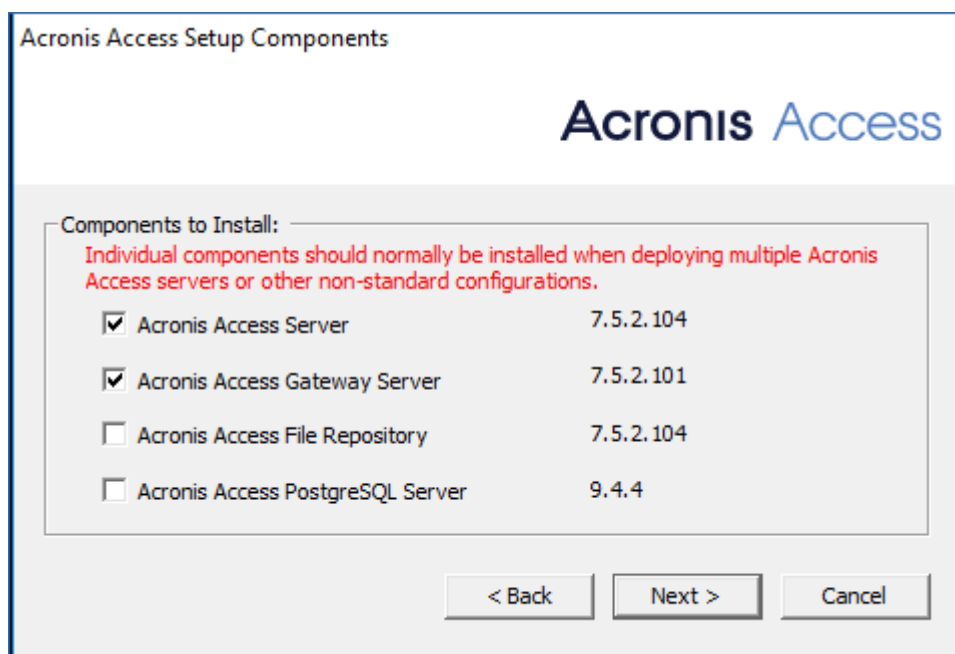 Acronis Access Setup Components
Acronis Access
Components to Install:
Individual components should normally be installed when deploying multiple Acronis
Access servers or other non-standard configurations.
Acronis Access Server 7.5.2.104
Acronis Access Gateway Server 7.5.2.101
Acronis Access File Repository 7.5.2.104
Acronis Access PostgreSQL Server 9.4.4
< Back Next > Cancel